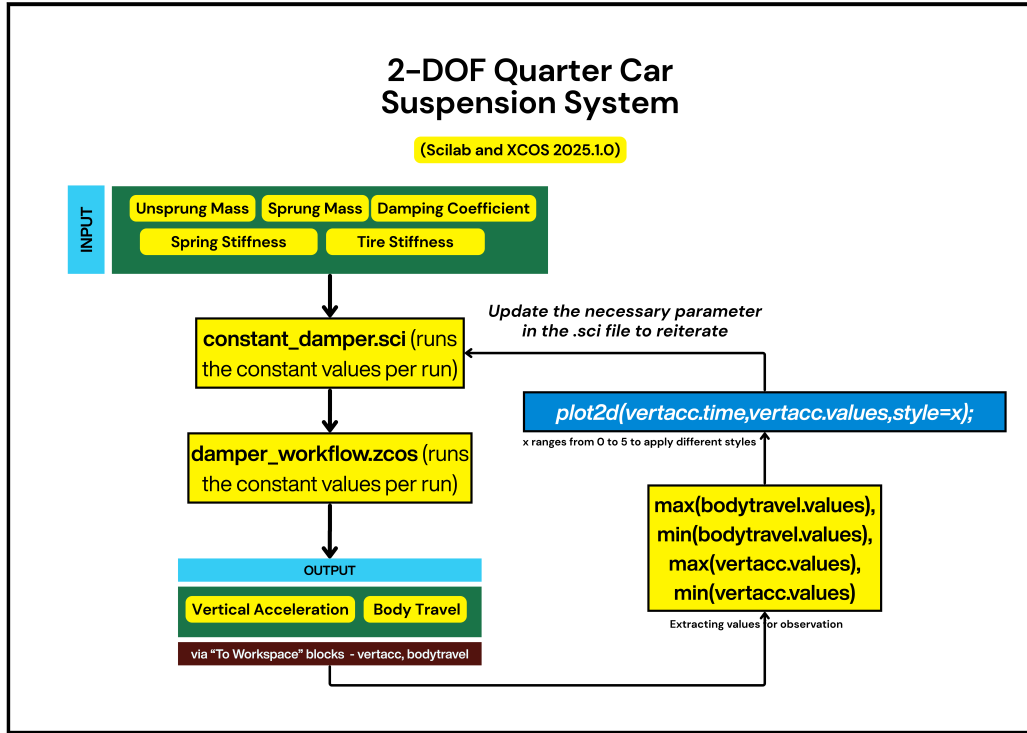 2-DOF Quarter Car
Suspension System
(Scilab and XCOS 2025.1.0)
INPUT
Unsprung Mass
Sprung Mass
Damping Coefficient
Spring Stiffness
Tire Stiffness
constant_damper.sci (runs
the constant values per run)
Update the necessary parameter
in the .sci file to reiterate
damper_workflow.zcos (runs
the constant values per run)
OUTPUT
Vertical Acceleration
Body Travel
via “To Workspace” blocks - vertacc, bodytravel
max(bodytravel.values),
min(bodytravel.values),
max(vertacc.values),
min(vertacc.values)
Extracting values for observation
plot2d(vertacc.time,vertacc.values,style=x);
x ranges from 0 to 5 to apply different styles